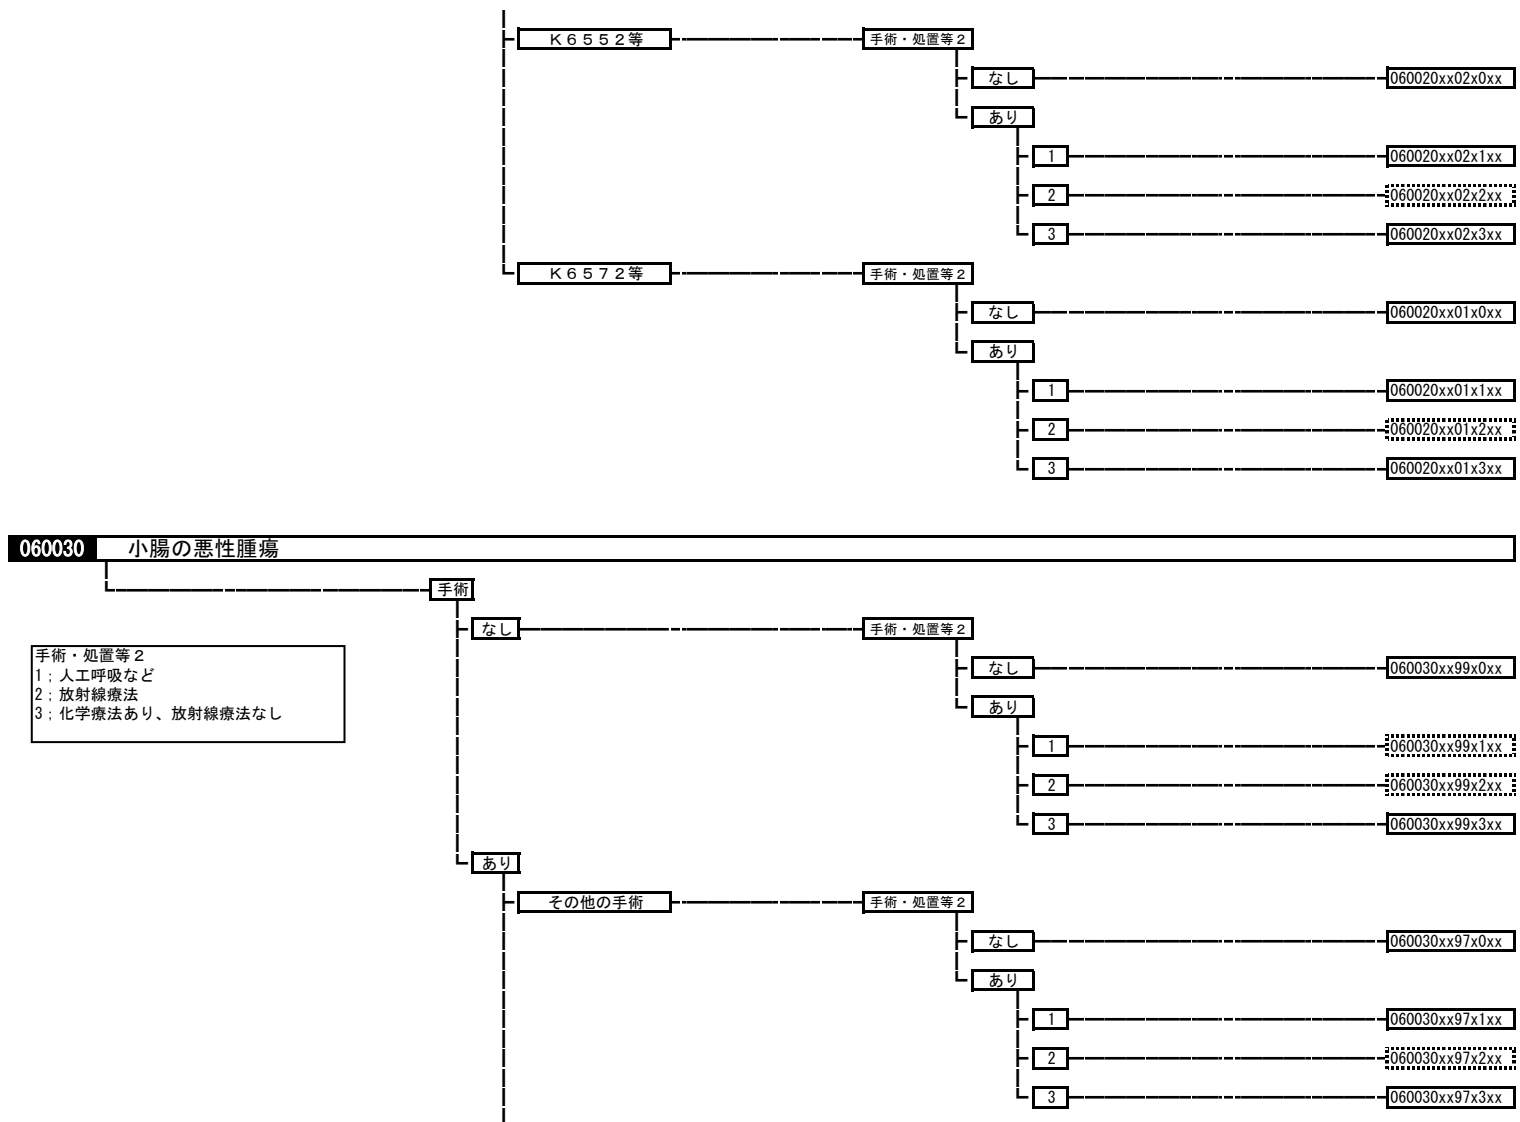 Ｋ６５５２等 手術・処置等２
なし 060020xx02x0xx
あり
1 060020xx02x1xx
2 060020xx02x2xx
3 060020xx02x3xx
Ｋ６５７２等 手術・処置等２
なし 060020xx01x0xx
あり
1 060020xx01x1xx
2 060020xx01x2xx
3 060020xx01x3xx
060030 小腸の悪性腫瘍
手術
なし 手術・処置等２
手術・処置等２
1；人工呼吸など
2；放射線療法
3；化学療法あり、放射線療法なし
なし 060030xx99x0xx
あり
1 060030xx99x1xx
2 060030xx99x2xx
3 060030xx99x3xx
あり
その他の手術 手術・処置等２
なし 060030xx97x0xx
あり
1 060030xx97x1xx
2 060030xx97x2xx
3 060030xx97x3xx